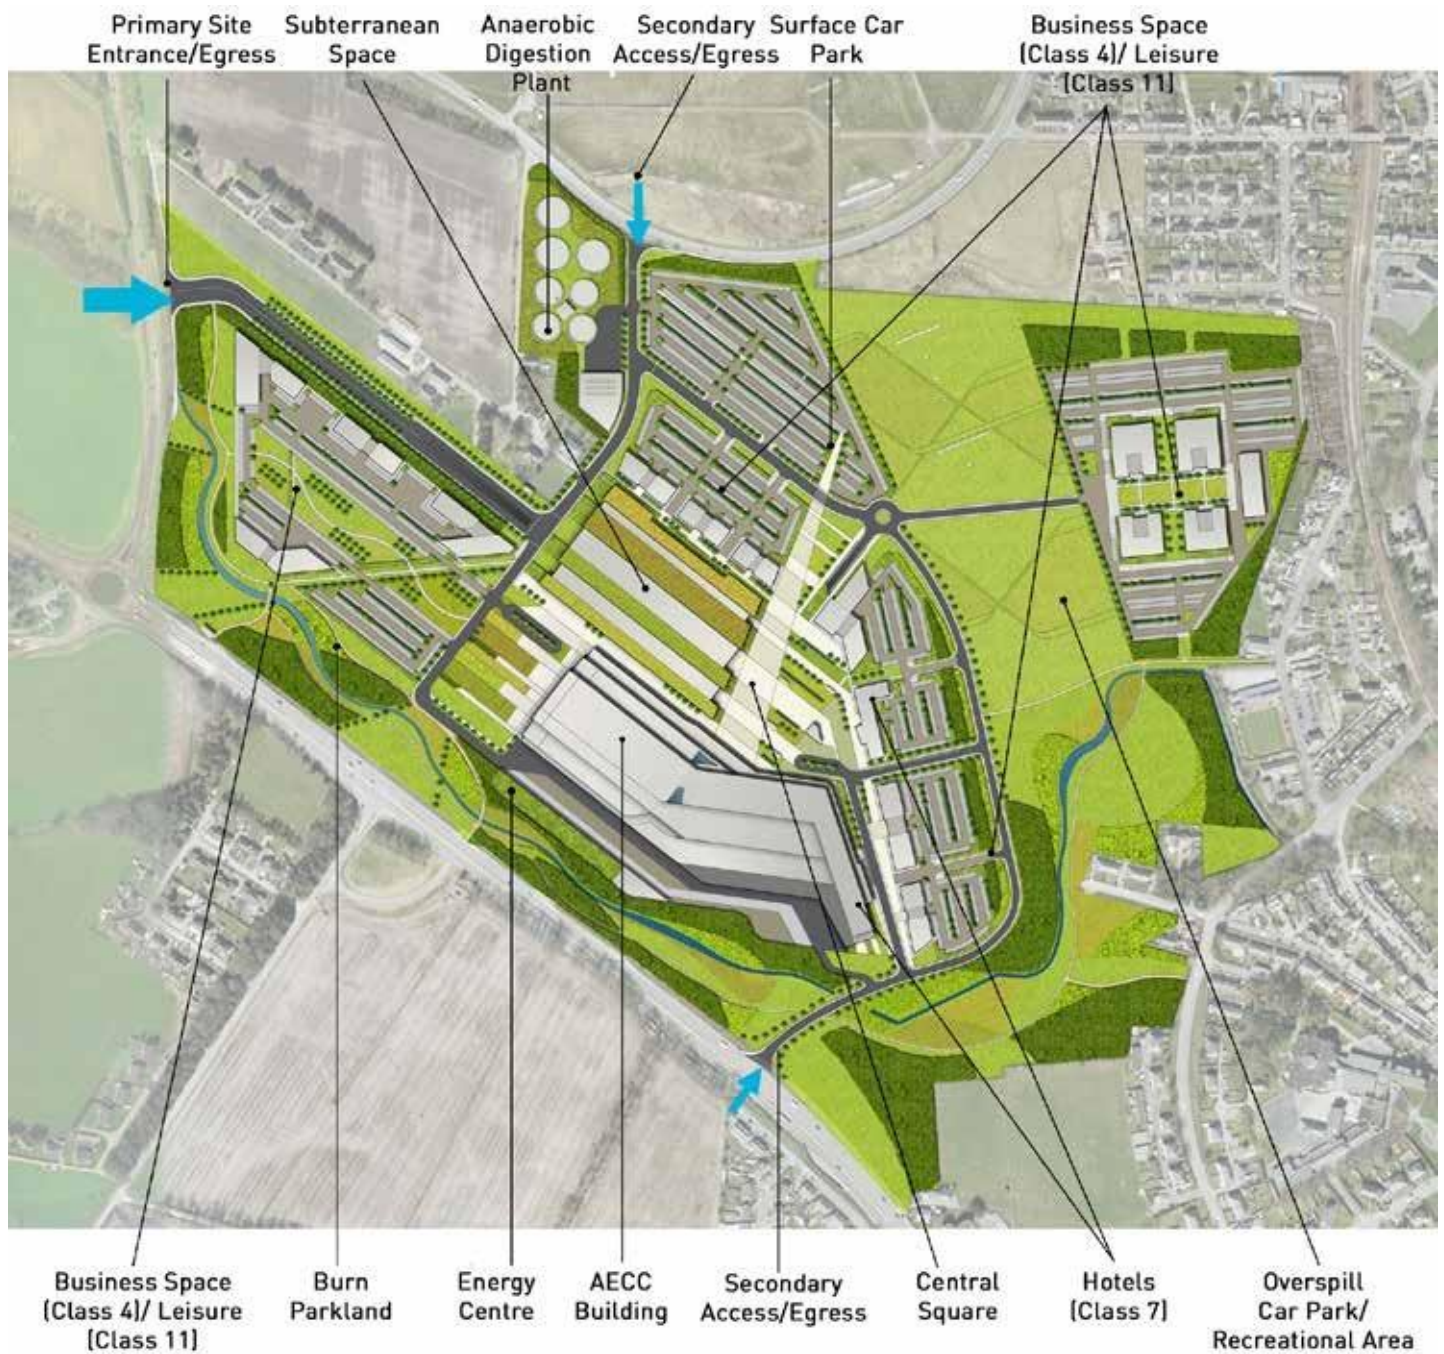 Primary Site
Entrance/Egress
Subterranean
Space
Anaerobic
Digestion
Plant
Secondary
Access/Egress
Surface Car
Park
Business Space
(Class 4)/ Leisure
(Class 11)
Business Space
(Class 4)/ Leisure
(Class 11)
Burn
Parkland
Energy
Centre
AECC
Building
Secondary
Access/Egress
Central
Square
Hotels
(Class 7)
Overspill
Car Park/
Recreational Area